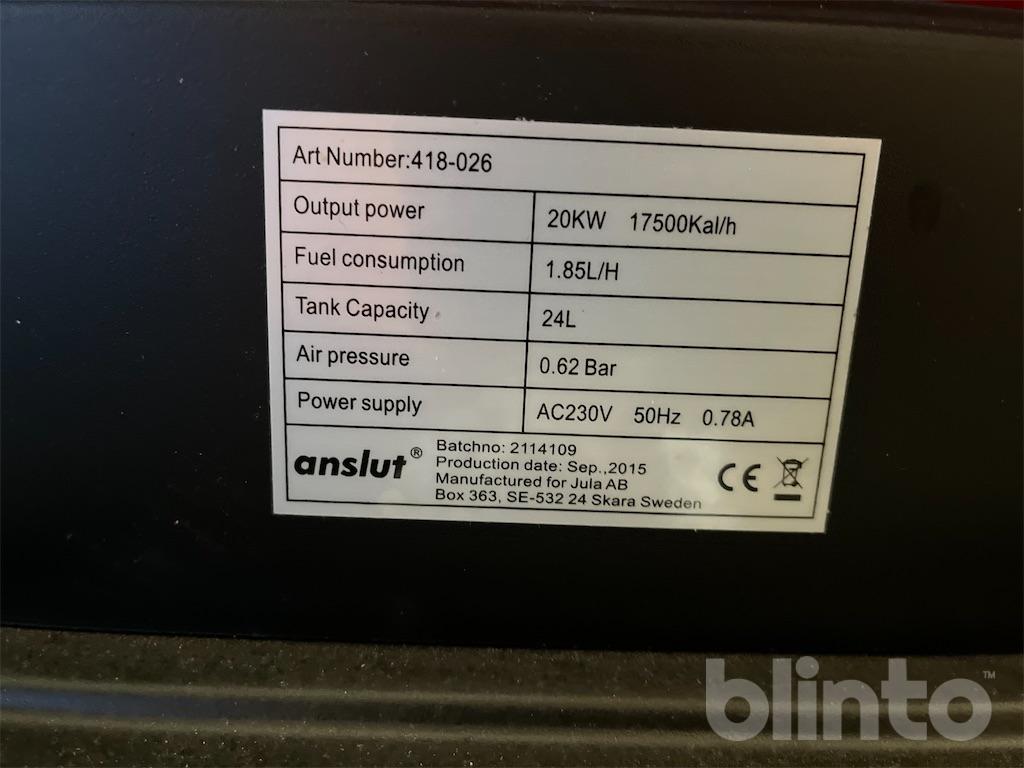 Art Number:418-026
Output power 20KW 17500Kal/h
Fuel consumption 1.85L/H
Tank Capacity 24L
Air pressure 0.62 Bar
Power supply AC230V 50Hz 0.78A
anslut®
Batchno: 2114109
Production date: Sep.,2015
Manufactured for Jula AB
Box 363, SE-532 24 Skara Sweden
CE
blinto™